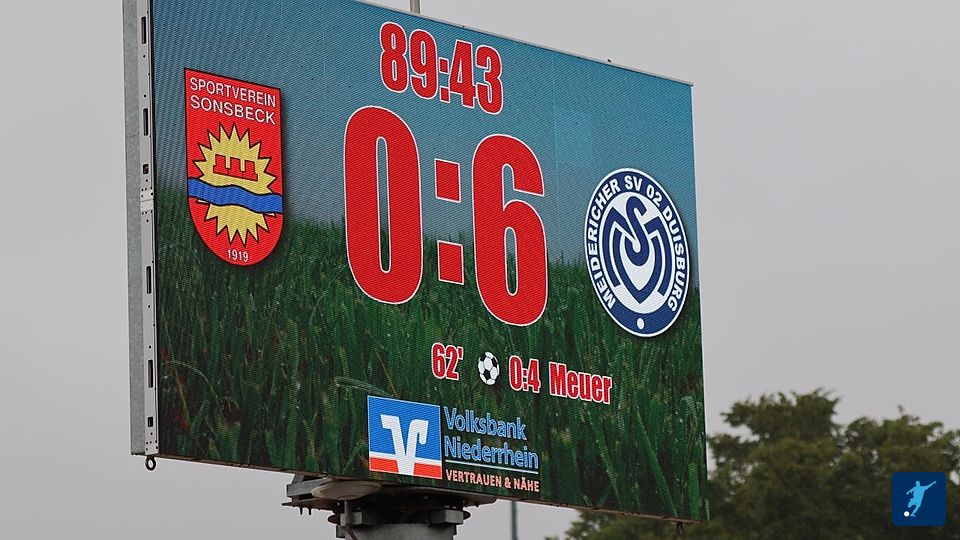 89:43
SPORTVEREIN
SONSBECK
1919
0:6
MEIDERICHER SV 02 DUISBURG
MSV
62' 0:4 Meuer
Volksbank
Niederrhein
VERTRAUEN & NÄHE